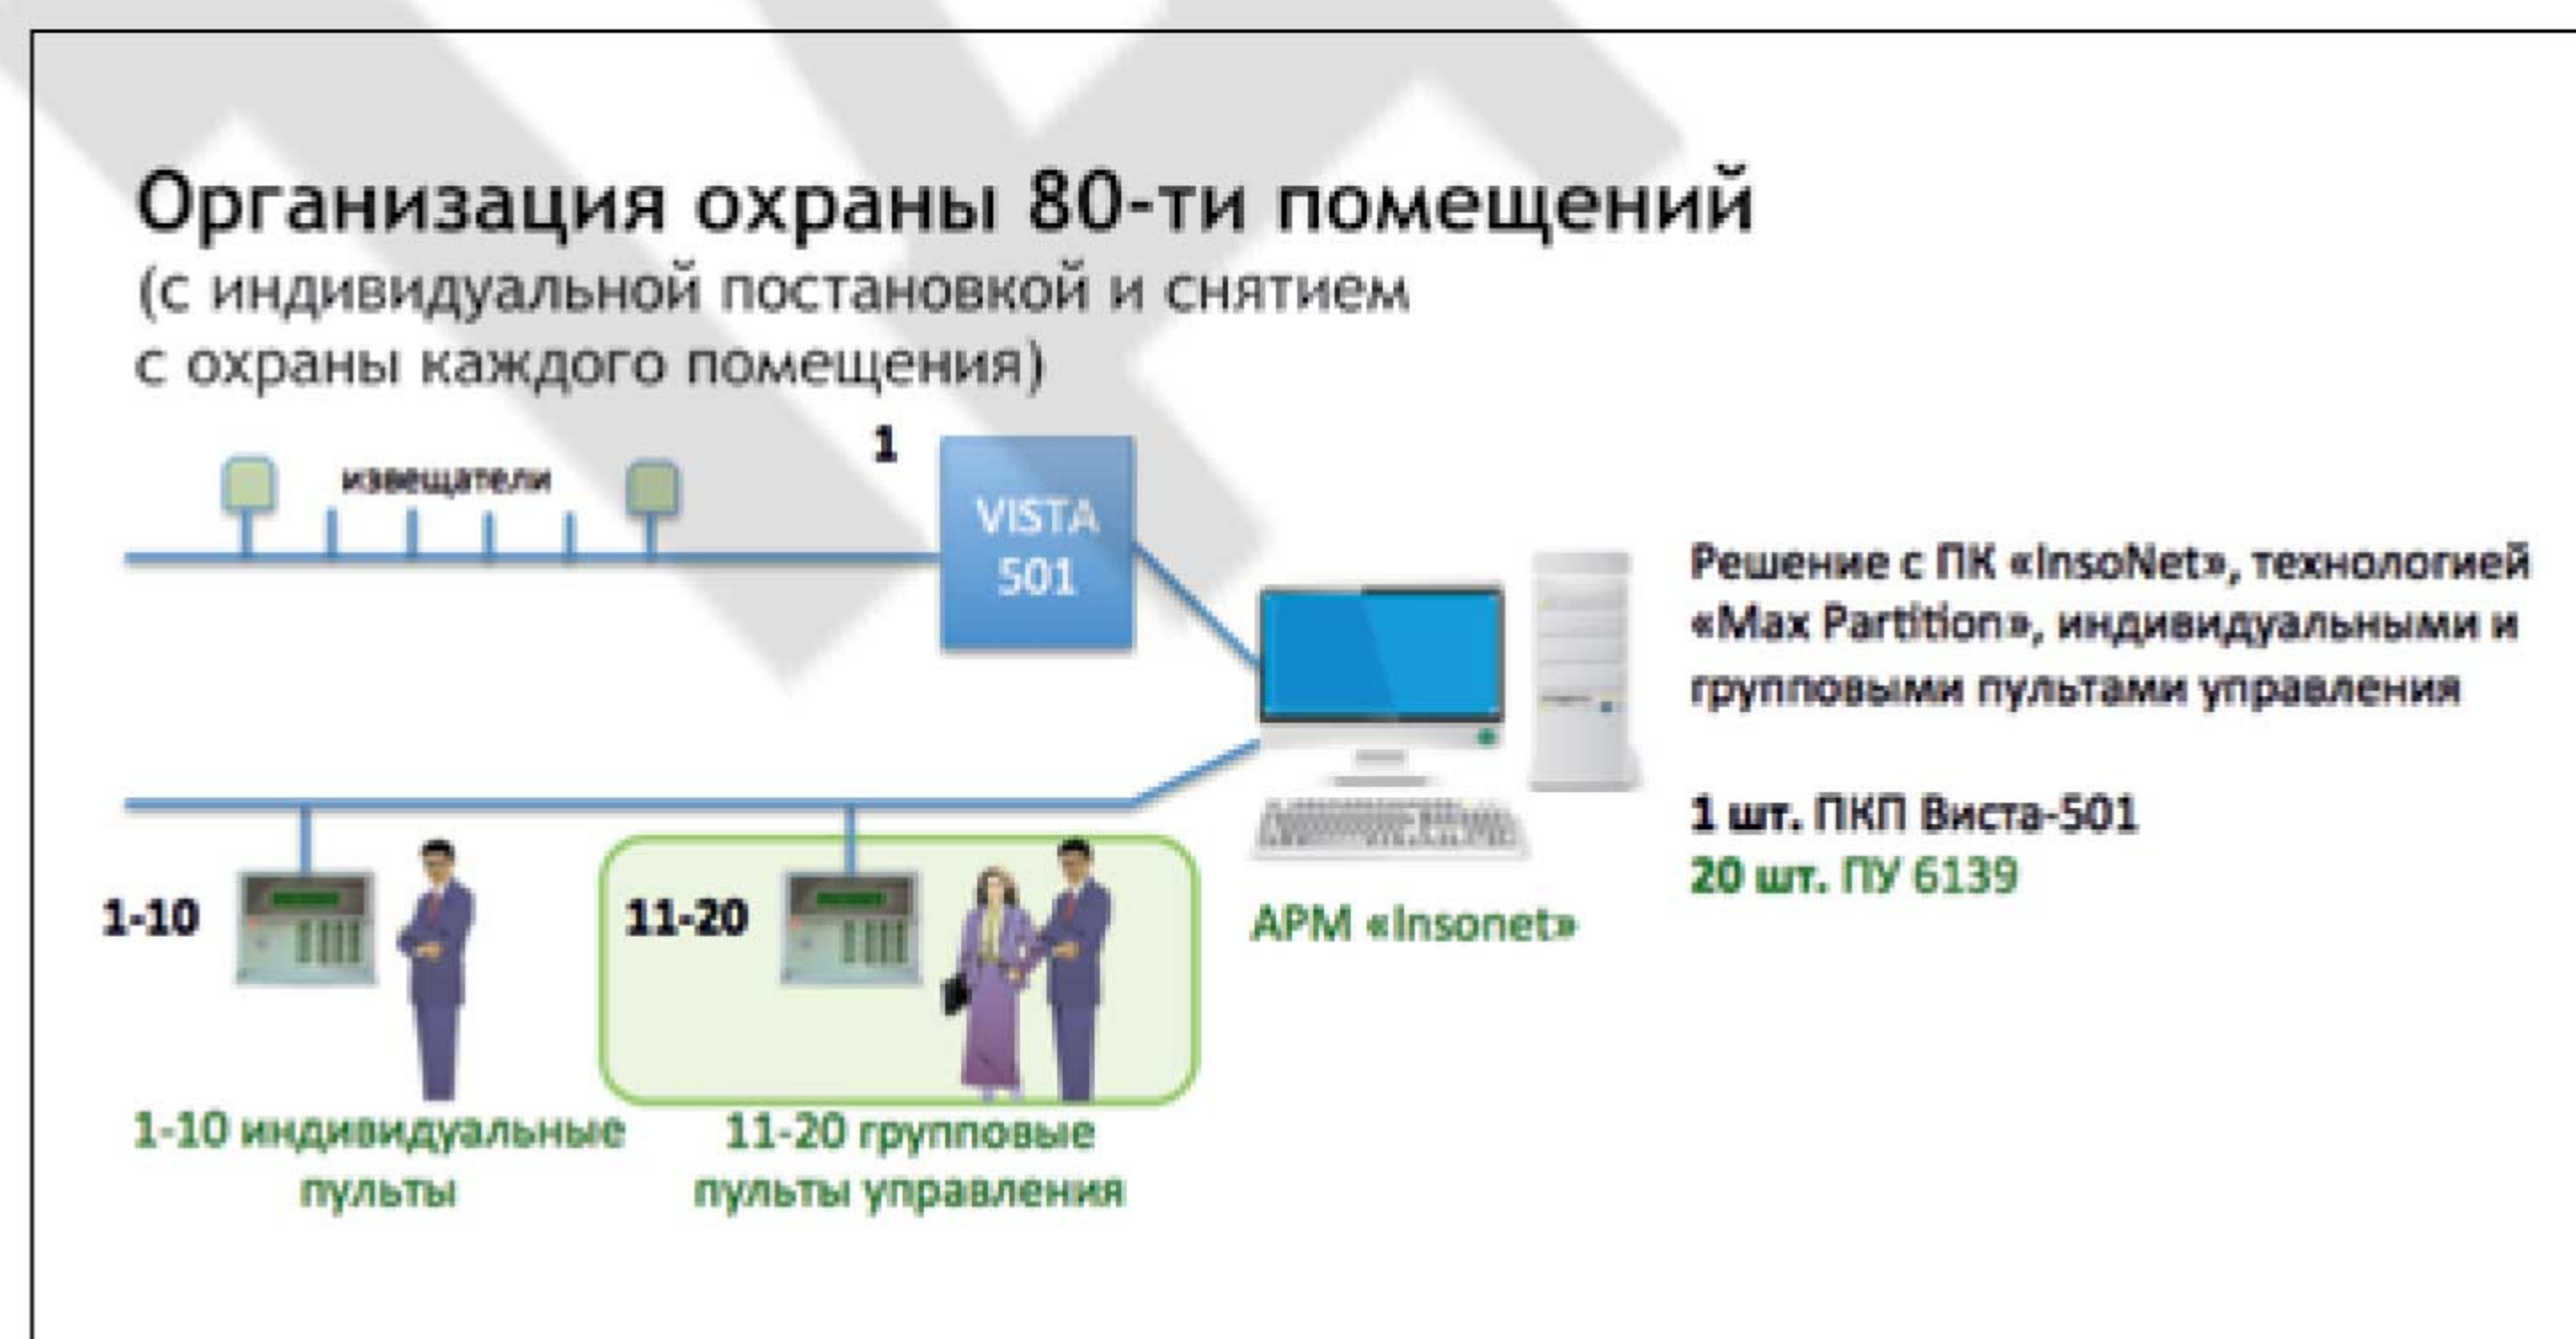 Организация охраны 80-ти помещений
(с индивидуальной постановкой и снятием
с охраны каждого помещения)
1
извещатели
VISTA
501
Решение с ПК «InsoNet», технологией
«Max Partition», индивидуальными и
групповыми пультами управления
1 шт. ПКП Виста-501
20 шт. ПУ 6139
1-10
11-20
АРМ «Insonet»
1-10 индивидуальные
пульты
11-20 групповые
пульты управления